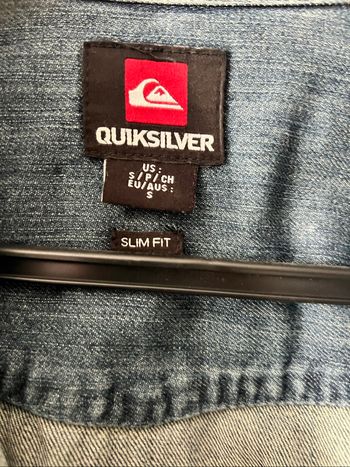 QUIKSILVER
US:
S/P/CH
EU/AUS:
S
SLIM FIT